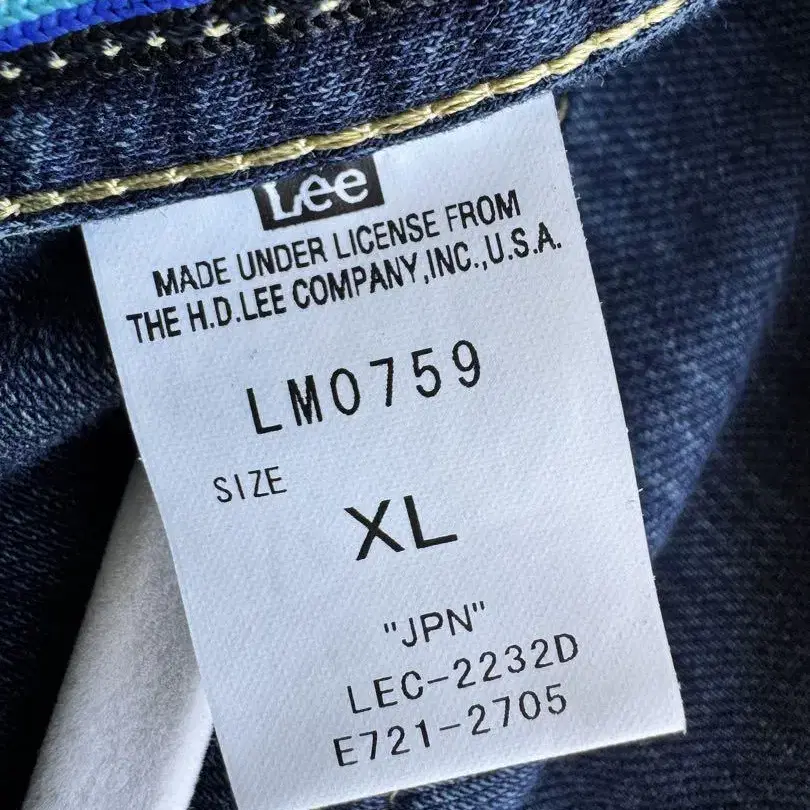 Lee
MADE UNDER LICENSE FROM
THE H.D.LEE COMPANY,INC.,U.S.A.
LM0759
SIZE
XL
"JPN"
LEC-2232D
E721-2705